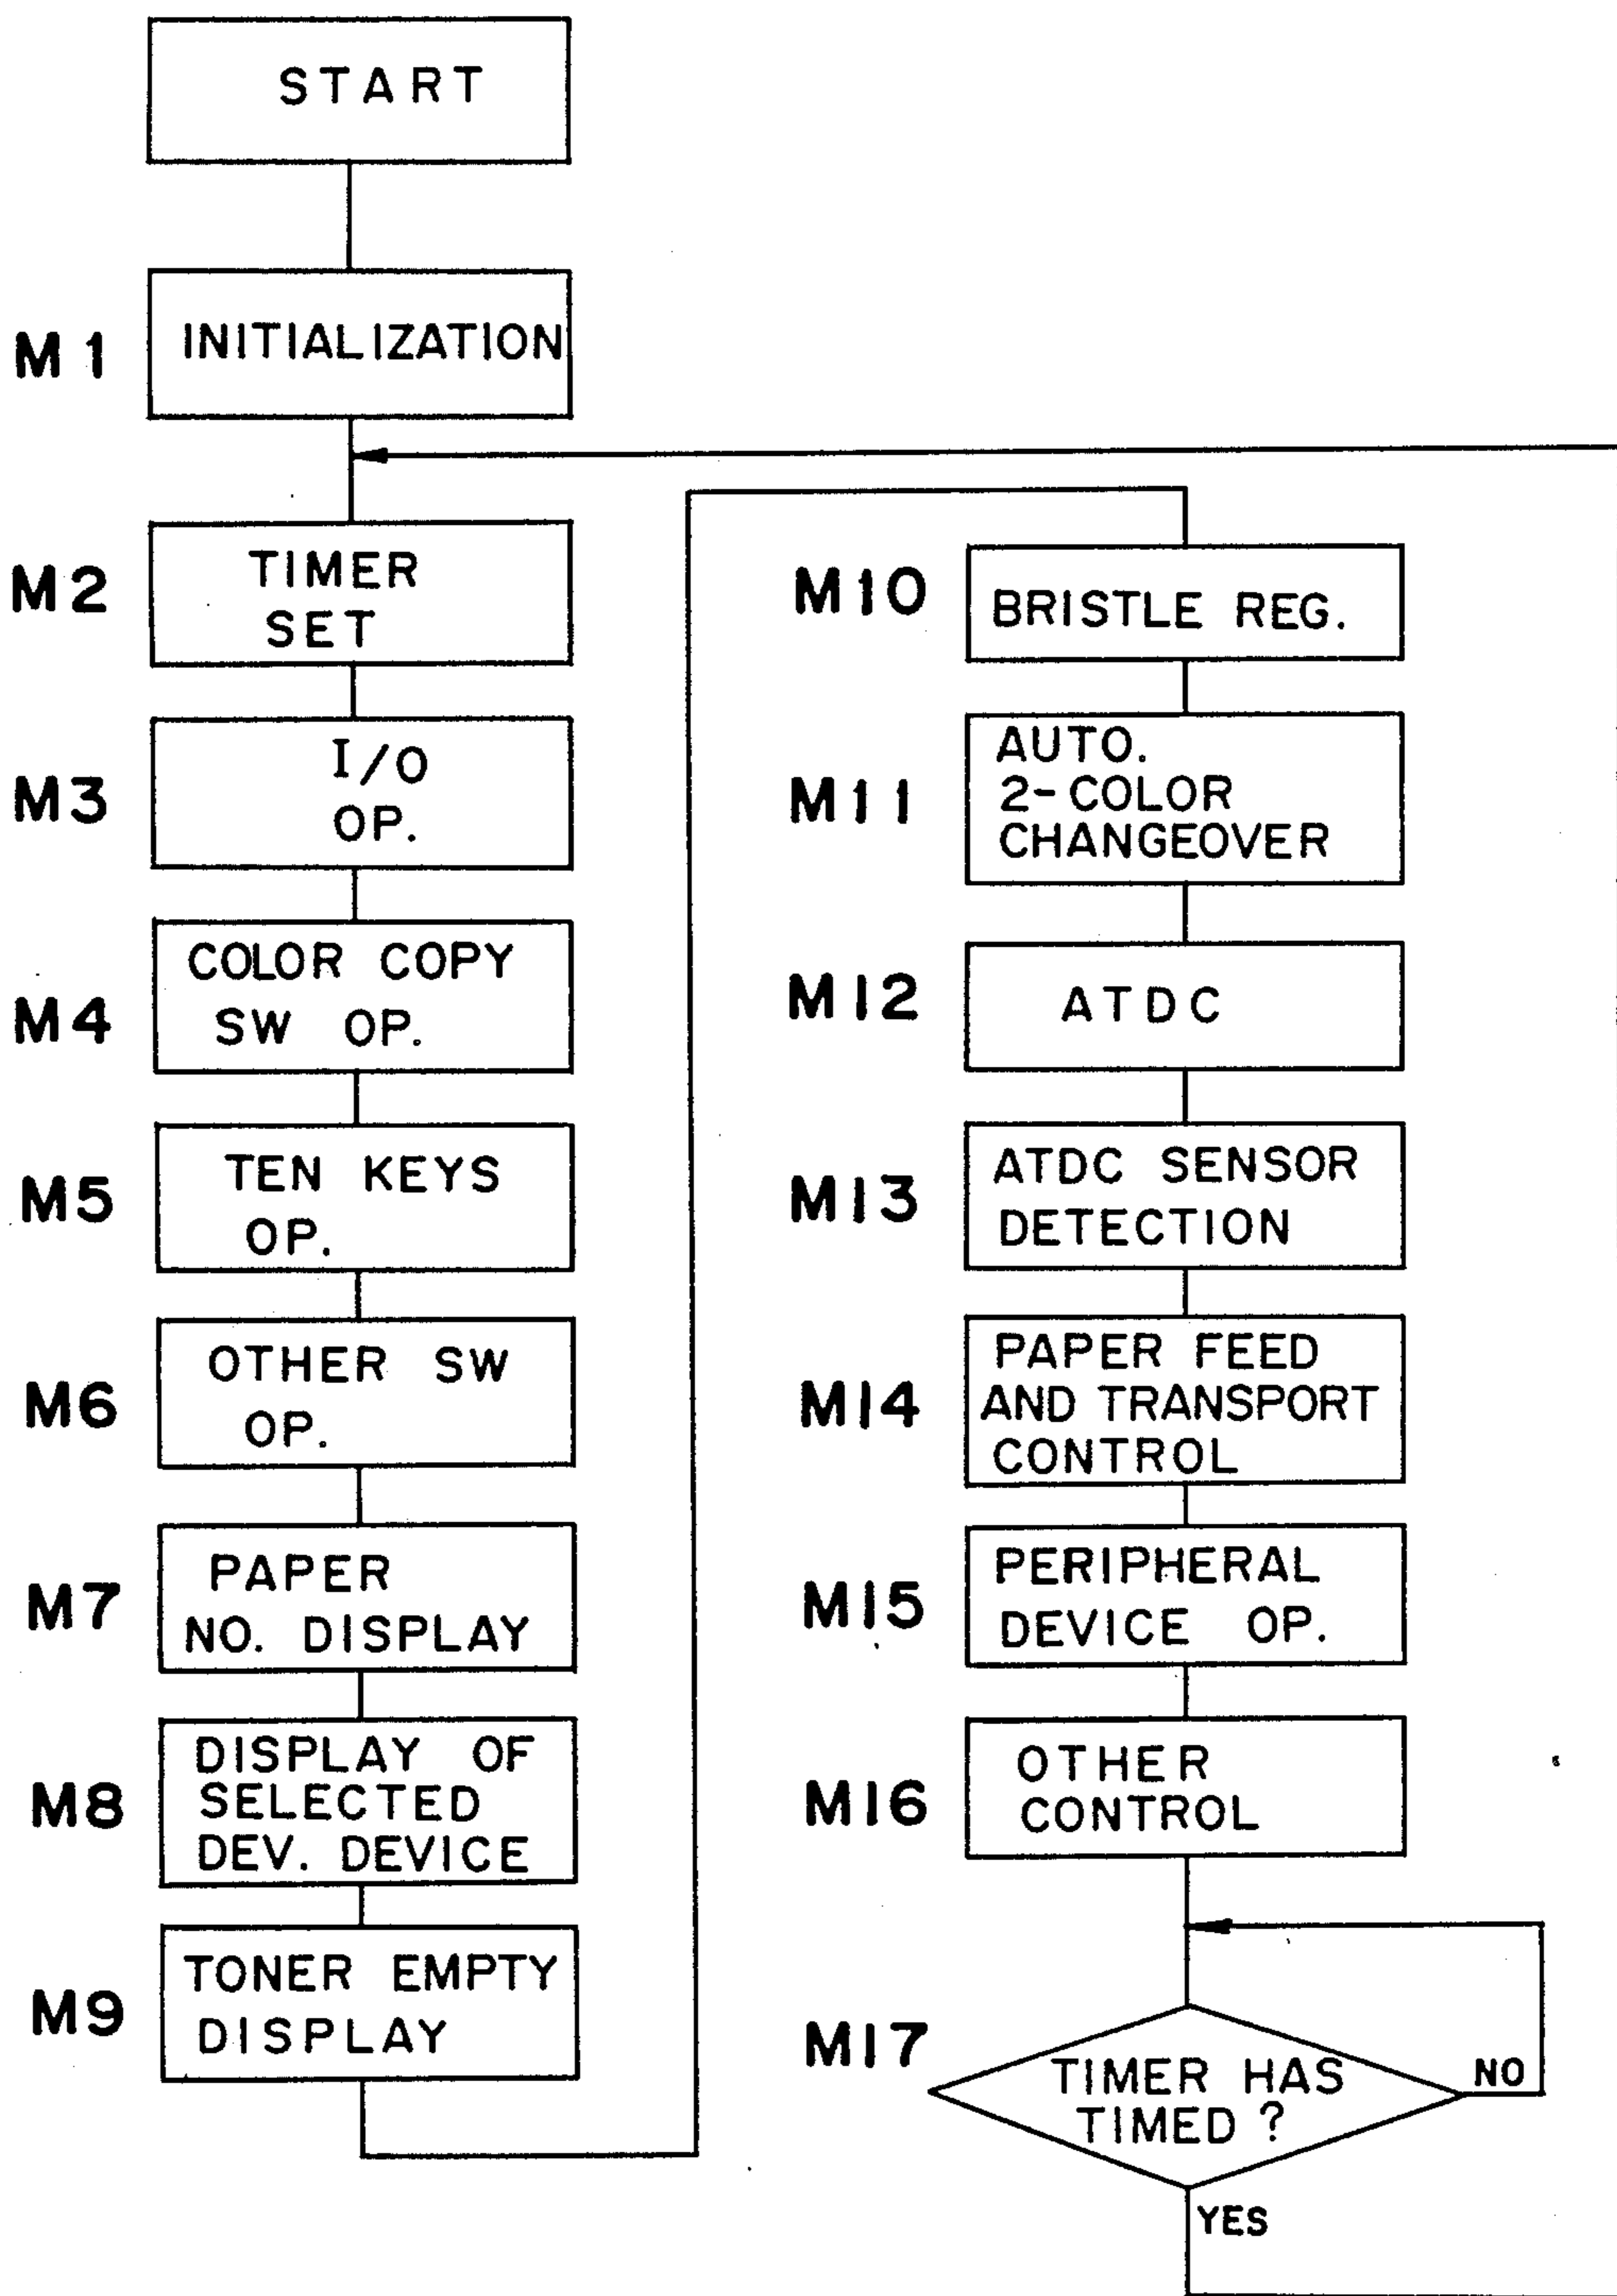 START
M1
INITIALIZATION
M2
TIMER
SET
M3
I/O
OP.
M4
COLOR COPY
SW OP.
M5
TEN KEYS
OP.
M6
OTHER SW
OP.
M7
PAPER
NO. DISPLAY
M8
DISPLAY OF
SELECTED
DEV. DEVICE
M9
TONER EMPTY
DISPLAY
M10
BRISTLE REG.
M11
AUTO.
2-COLOR
CHANGEOVER
M12
ATDC
M13
ATDC SENSOR
DETECTION
M14
PAPER FEED
AND TRANSPORT
CONTROL
M15
PERIPHERAL
DEVICE OP.
M16
OTHER
CONTROL
M17
TIMER HAS
TIMED ?
NO
YES